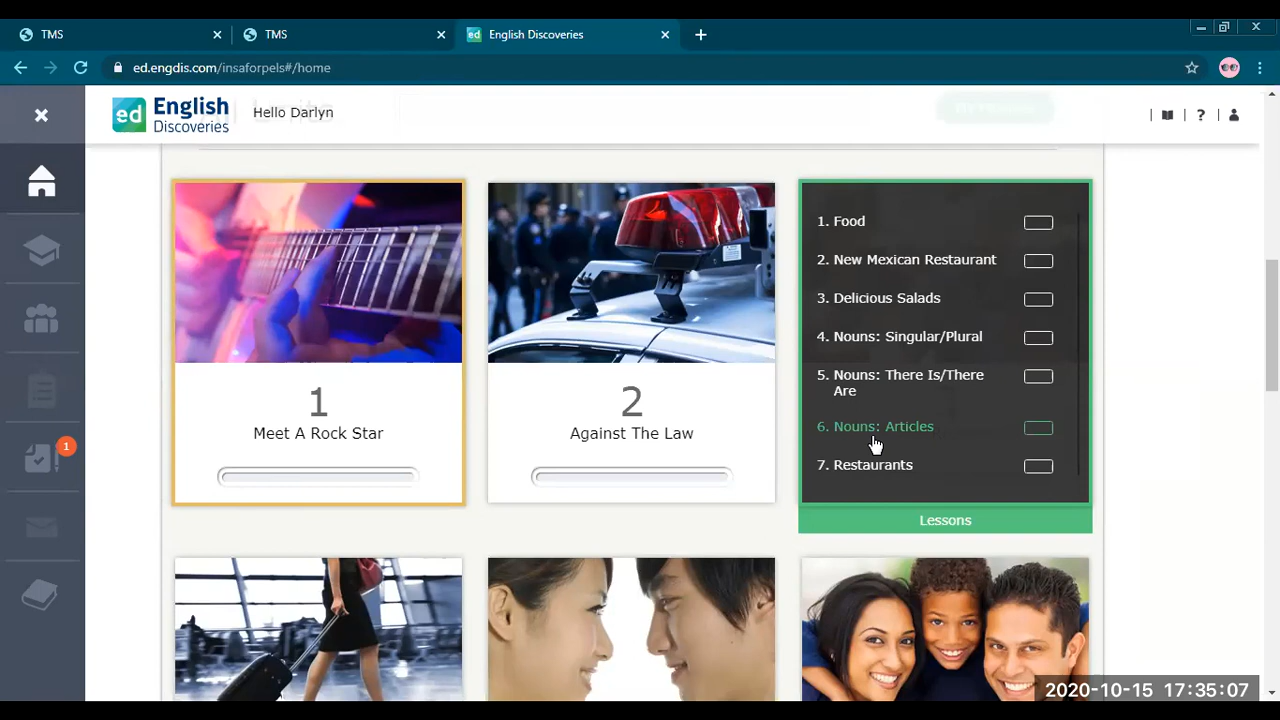 TMS
TMS
English Discoveries
ed.engdis.com/insaforpels#/home
ed English Discoveries
Hello Darlyn
?
1. Food
2. New Mexican Restaurant
3. Delicious Salads
4. Nouns: Singular/Plural
5. Nouns: There Is/There
Are
6. Nouns: Articles
7. Restaurants
Lessons
1
Meet A Rock Star
2
Against The Law
1
2020-10-15 17:35:07